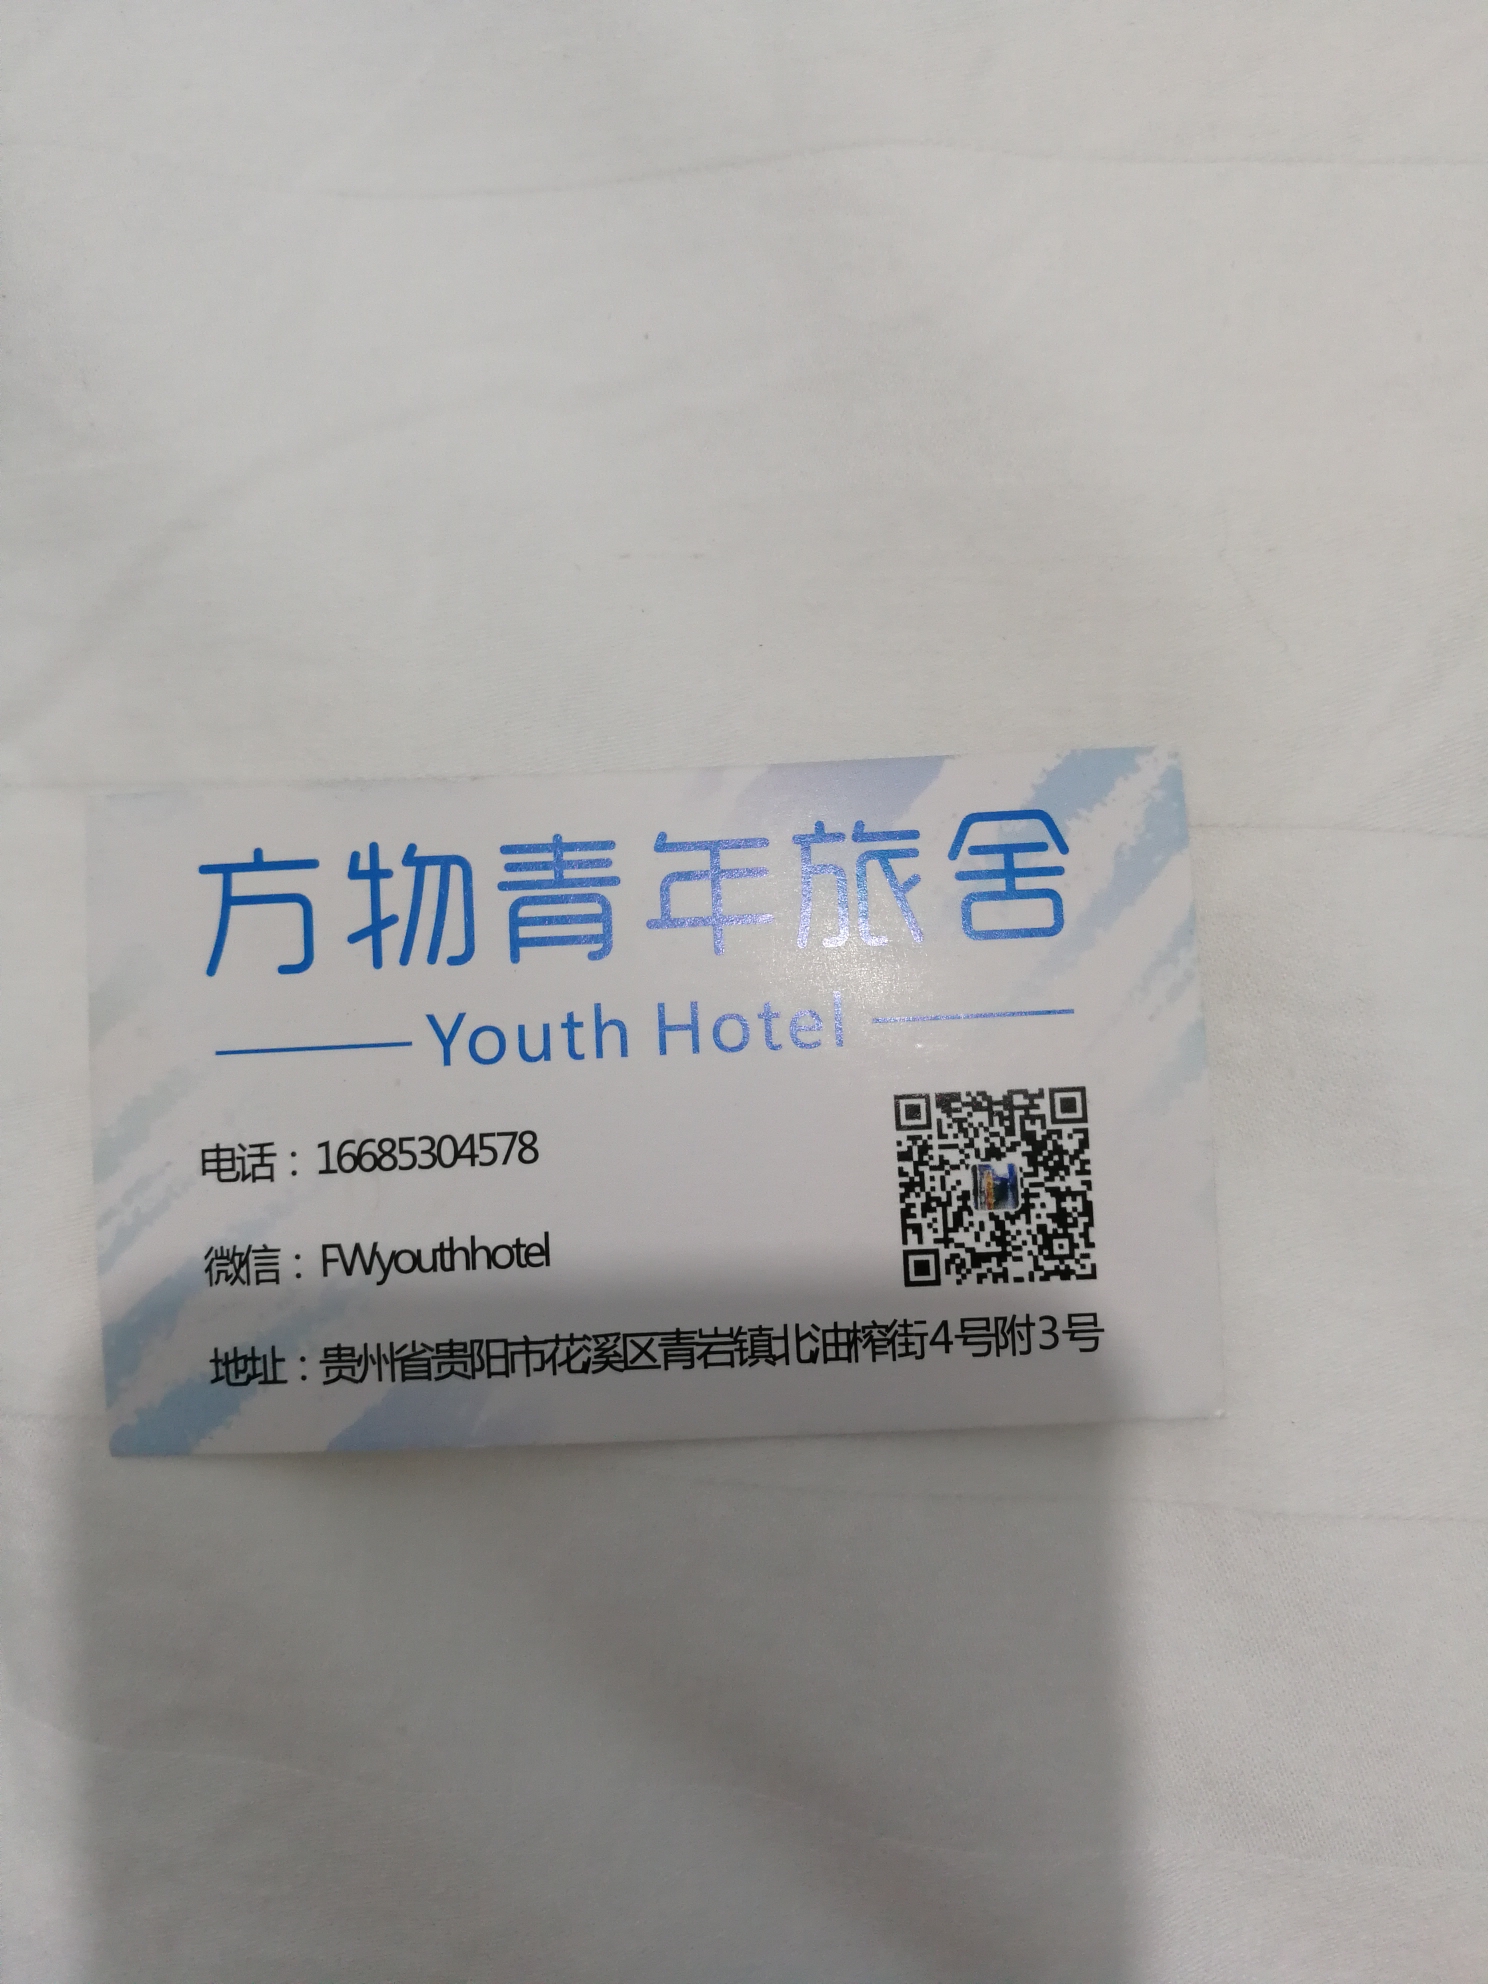 方物青年旅舍
Youth Hotel
电话：16685304578
微信：FWyouthhotel
地址：贵州省贵阳市花溪区青岩镇北油榨街4号附3号